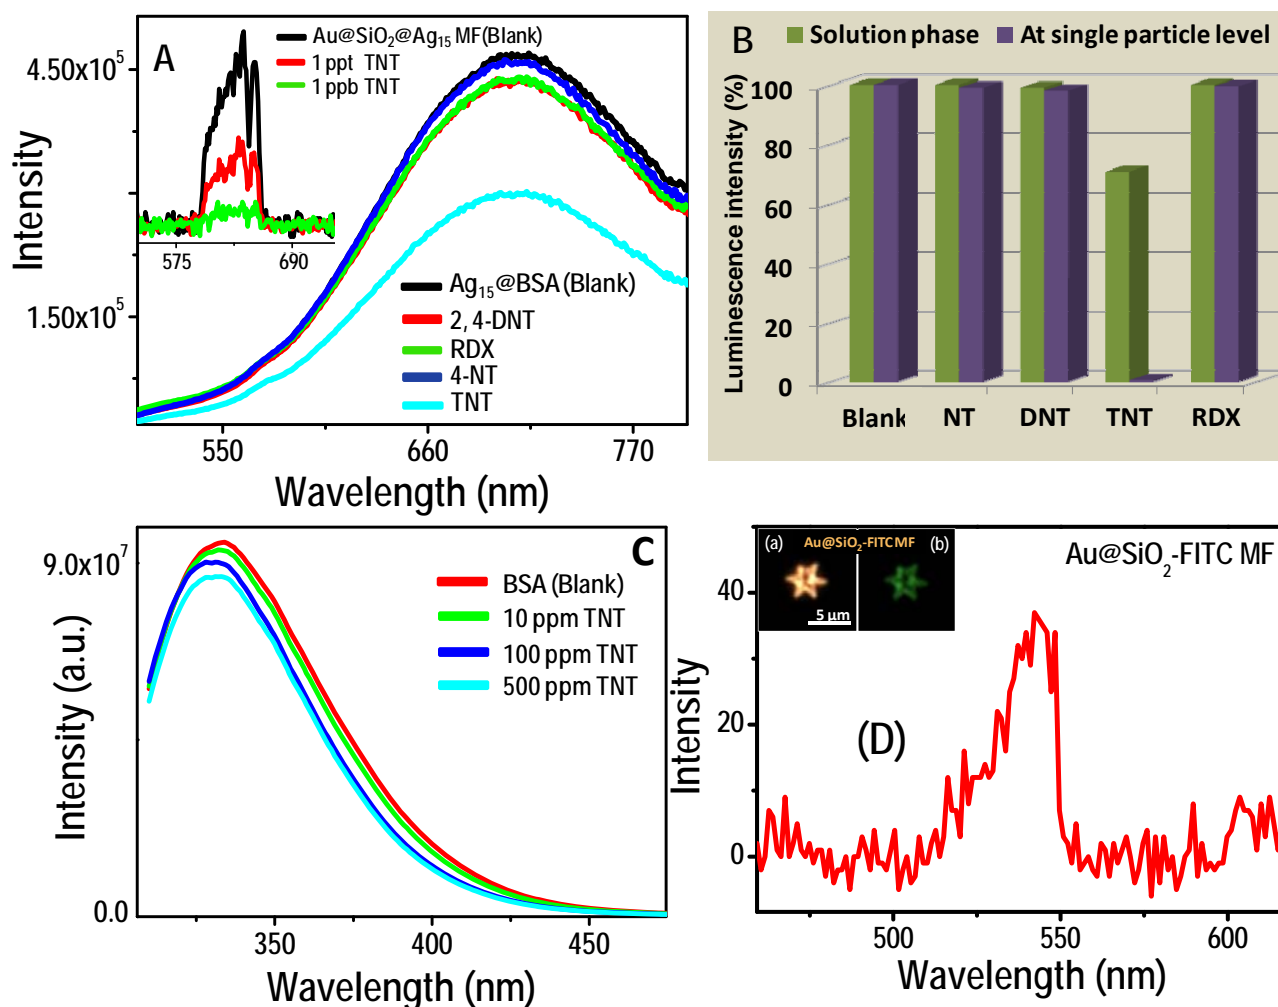 A
Au@SiO2@Ag15 MF(Blank)
1 ppt TNT
1 ppb TNT
4.50x10^5
1.50x10^5
Intensity
575 690
Ag15@BSA (Blank)
2, 4-DNT
RDX
4-NT
TNT
550 660 770
Wavelength (nm)
B
Solution phase At single particle level
Luminescence intensity (%)
100
80
60
40
20
0
Blank NT DNT TNT RDX
C
9.0x10^7
0.0
Intensity (a.u.)
BSA (Blank)
10 ppm TNT
100 ppm TNT
500 ppm TNT
350 400 450
Wavelength (nm)
(a) Au@SiO2-FITC MF (b)
5 µm
Au@SiO2-FITC MF
(D)
40
20
0
Intensity
500 550 600
Wavelength (nm)